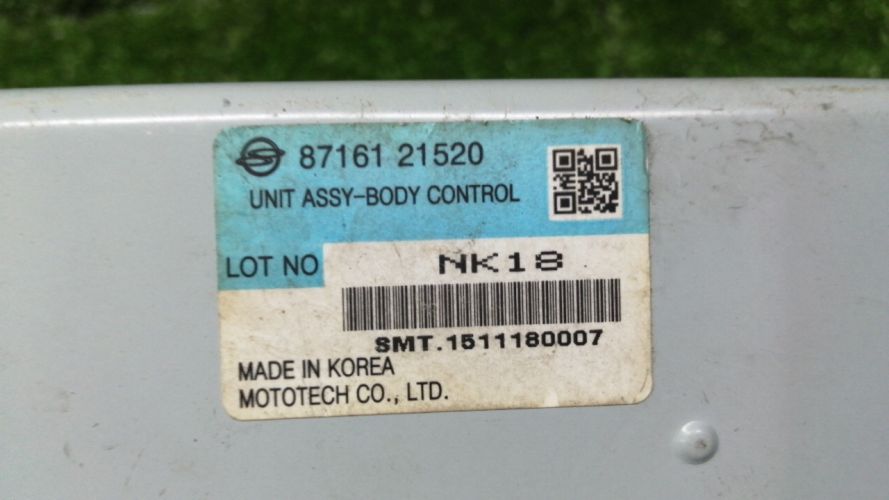 87161 21520
UNIT ASSY-BODY CONTROL
LOT NO NK18
SMT.1511180007
MADE IN KOREA
MOTOTECH CO., LTD.